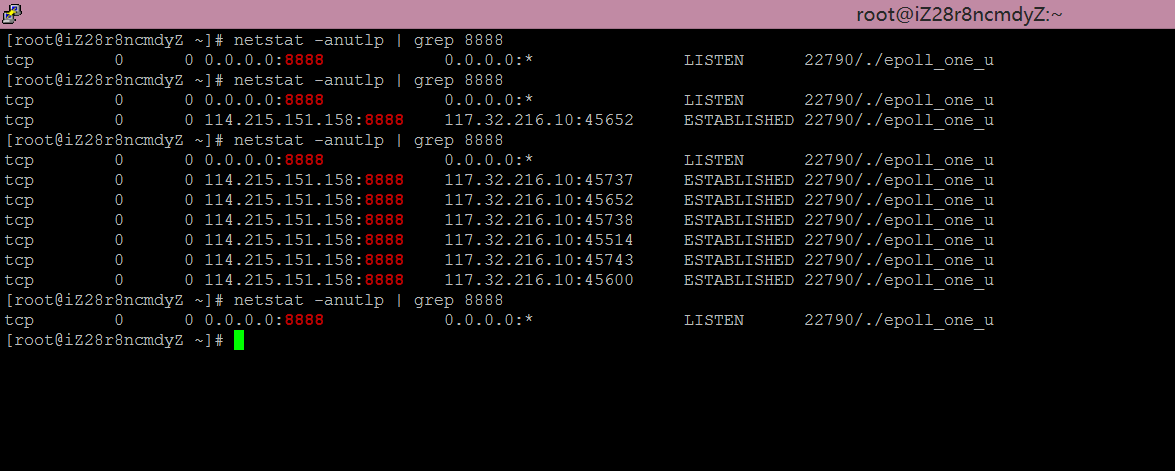 root@iZ28r8ncmdyZ:~
[root@iZ28r8ncmdyZ ~]# netstat -anutlp | grep 8888
tcp        0      0 0.0.0.0:8888            0.0.0.0:*               LISTEN      22790/./epoll_one_u
[root@iZ28r8ncmdyZ ~]# netstat -anutlp | grep 8888
tcp        0      0 0.0.0.0:8888            0.0.0.0:*               LISTEN      22790/./epoll_one_u
tcp        0      0 114.215.151.158:8888    117.32.216.10:45652     ESTABLISHED 22790/./epoll_one_u
[root@iZ28r8ncmdyZ ~]# netstat -anutlp | grep 8888
tcp        0      0 0.0.0.0:8888            0.0.0.0:*               LISTEN      22790/./epoll_one_u
tcp        0      0 114.215.151.158:8888    117.32.216.10:45737     ESTABLISHED 22790/./epoll_one_u
tcp        0      0 114.215.151.158:8888    117.32.216.10:45652     ESTABLISHED 22790/./epoll_one_u
tcp        0      0 114.215.151.158:8888    117.32.216.10:45738     ESTABLISHED 22790/./epoll_one_u
tcp        0      0 114.215.151.158:8888    117.32.216.10:45514     ESTABLISHED 22790/./epoll_one_u
tcp        0      0 114.215.151.158:8888    117.32.216.10:45743     ESTABLISHED 22790/./epoll_one_u
tcp        0      0 114.215.151.158:8888    117.32.216.10:45600     ESTABLISHED 22790/./epoll_one_u
[root@iZ28r8ncmdyZ ~]# netstat -anutlp | grep 8888
tcp        0      0 0.0.0.0:8888            0.0.0.0:*               LISTEN      22790/./epoll_one_u
[root@iZ28r8ncmdyZ ~]#